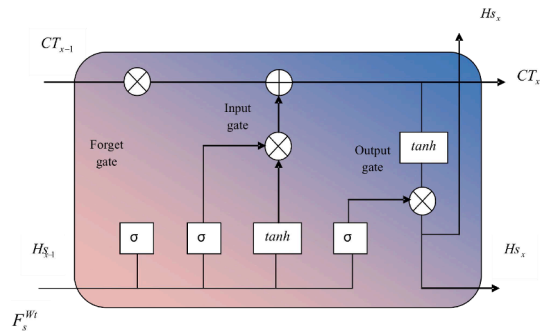 Hs_x
CT_{x-1}
CT_x
Input
gate
Forget
gate
Output
gate
tanh
σ
σ
tanh
σ
Hs_{x-1}
Hs_x
F_s^{Wt}